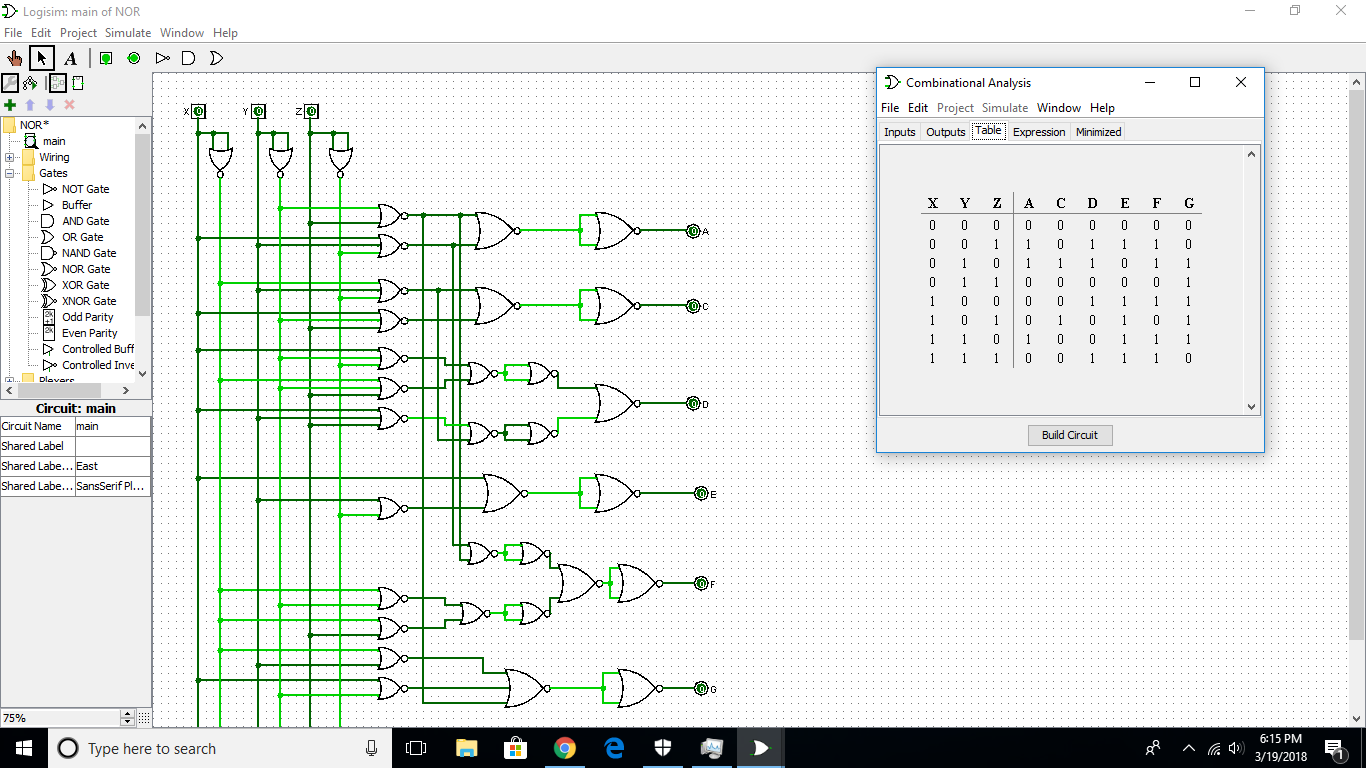 Logisim: main of NOR
File Edit Project Simulate Window Help
A
NOR*
main
Wiring
Gates
NOT Gate
Buffer
AND Gate
OR Gate
NAND Gate
NOR Gate
XOR Gate
XNOR Gate
Odd Parity
Even Parity
Controlled Buff
Controlled Inve
Plexers
Circuit: main
Circuit Name main
Shared Label
Shared Labe... East
Shared Labe... SansSerif Pl...
75%
X 0 Y 0 Z 0
0 A
0 C
0 D
0 E
0 F
0 G
Combinational Analysis
File Edit Project Simulate Window Help
Inputs Outputs Table Expression Minimized
X Y Z A C D E F G
0 0 0 0 0 0 0 0 0
0 0 1 1 0 1 1 1 0
0 1 0 1 1 1 0 1 1
0 1 1 0 0 0 0 0 1
1 0 0 0 0 1 1 1 1
1 0 1 0 1 0 1 0 1
1 1 0 1 0 0 1 1 1
1 1 1 0 0 1 1 1 0
Build Circuit
Type here to search
6:15 PM
3/19/2018
1